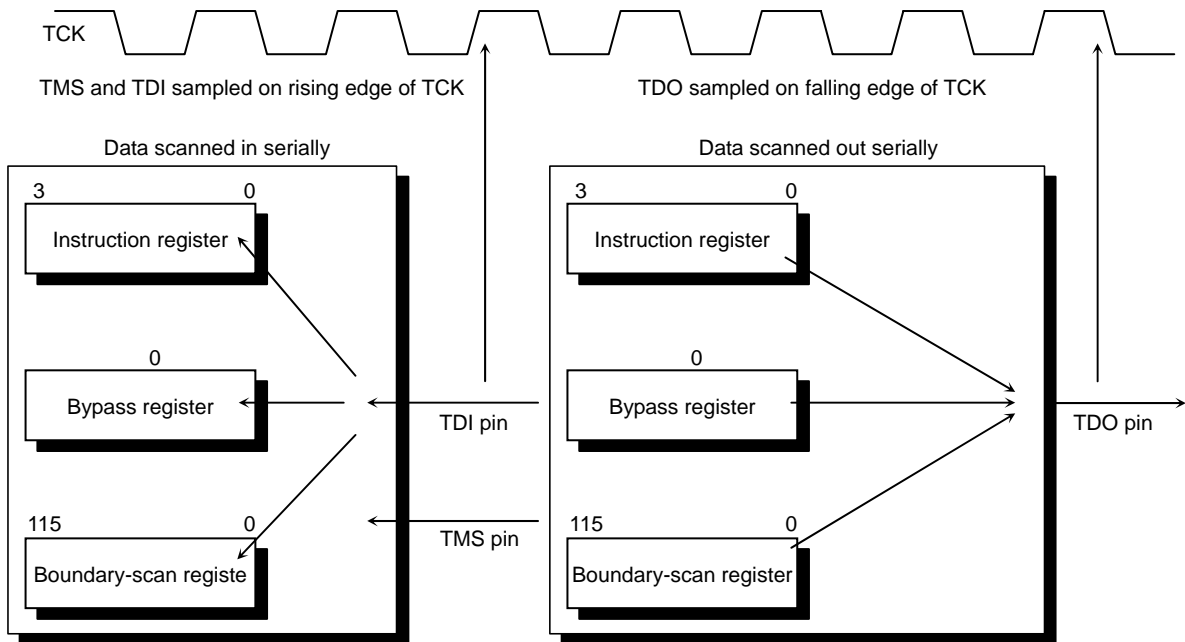 TCK
TMS and TDI sampled on rising edge of TCK
TDO sampled on falling edge of TCK
Data scanned in serially
3 0
Instruction register
0
Bypass register
115 0
Boundary-scan registe
TDI pin
TMS pin
Data scanned out serially
3 0
Instruction register
0
Bypass register
115 0
Boundary-scan register
TDO pin